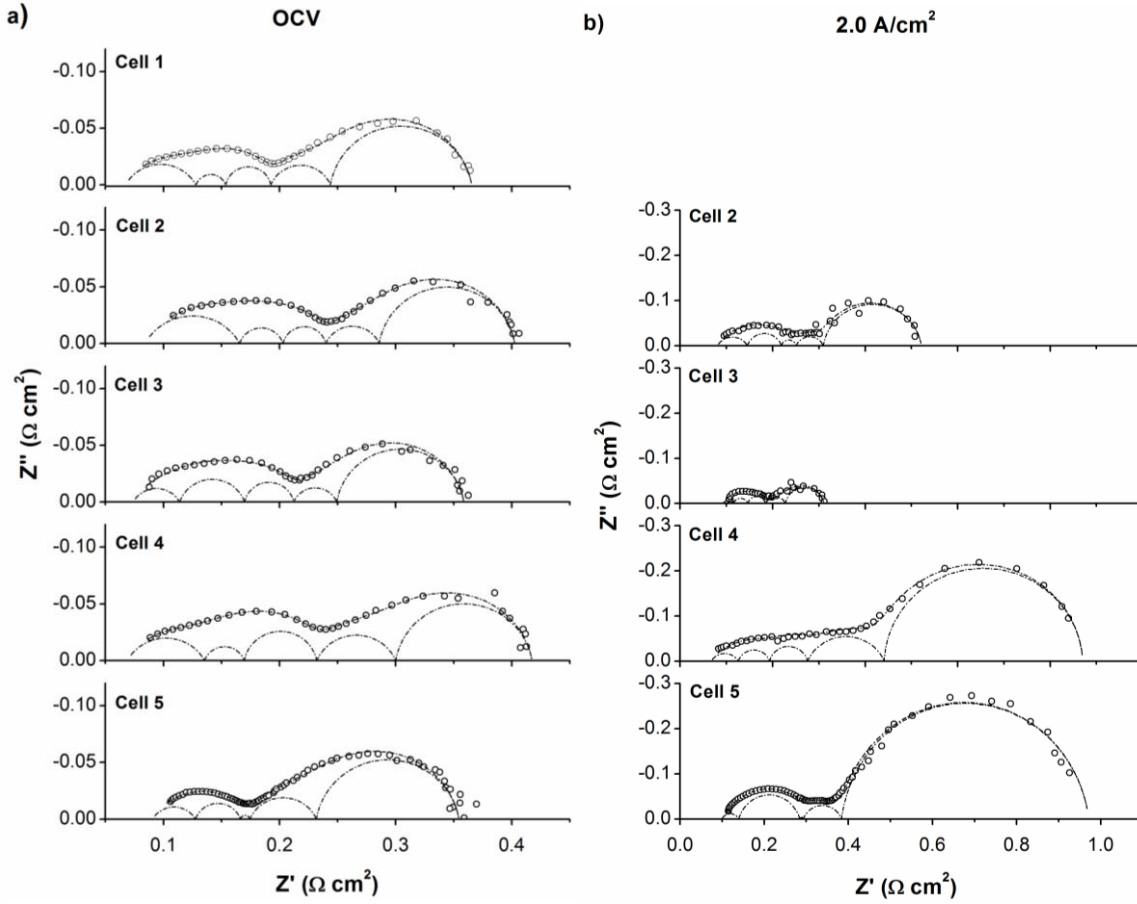 a)
OCV
Cell 1
-0.10
-0.05
0.00
Cell 2
-0.10
-0.05
0.00
Cell 3
-0.10
-0.05
0.00
Cell 4
-0.10
-0.05
0.00
Cell 5
-0.10
-0.05
0.00
0.1 0.2 0.3 0.4
Z'' (Ω cm²)
Z' (Ω cm²)
b)
2.0 A/cm²
Cell 2
-0.3
-0.2
-0.1
0.0
Cell 3
-0.3
-0.2
-0.1
0.0
Cell 4
-0.3
-0.2
-0.1
0.0
Cell 5
-0.3
-0.2
-0.1
0.0
0.0 0.2 0.4 0.6 0.8 1.0
Z'' (Ω cm²)
Z' (Ω cm²)